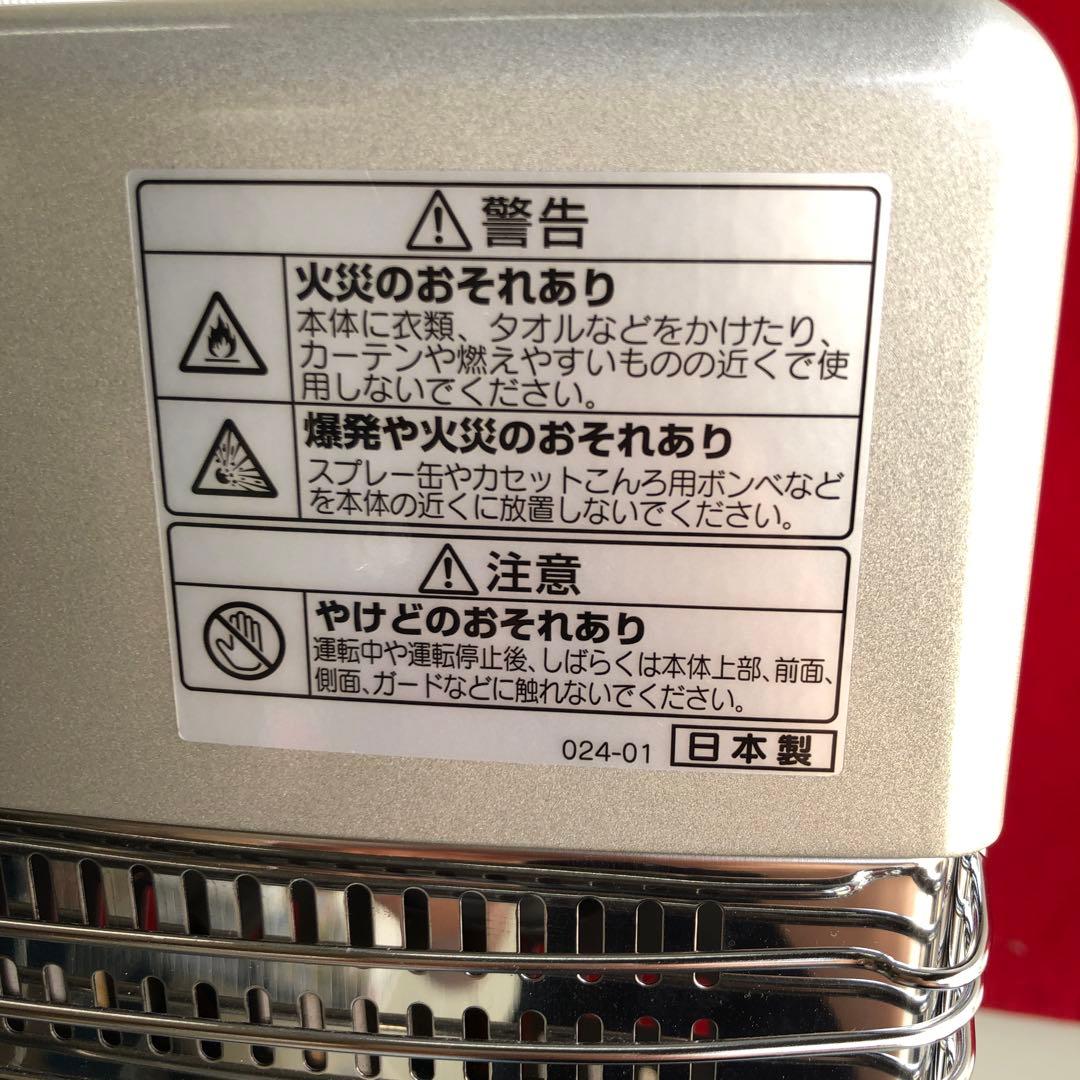 警告
火災のおそれあり
本体に衣類、タオルなどをかけたり、
カーテンや燃えやすいものの近くで使
用しないでください。
爆発や火災のおそれあり
スプレー缶やカセットこんろ用ボンベなど
を本体の近くに放置しないでください。
注意
やけどのおそれあり
運転中や運転停止後、しばらくは本体上部、前面、
側面、ガードなどに触れないでください。
024-01 日本製